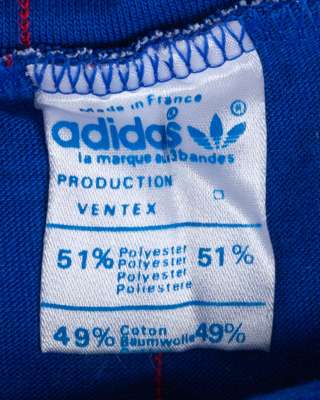 Made in France
adidas ®
la marque aux 3 bandes
PRODUCTION
VENTEX
51% Polyester 51%
Polyester
Polyester
Poliestere
49% Coton 49%
Baumwolle